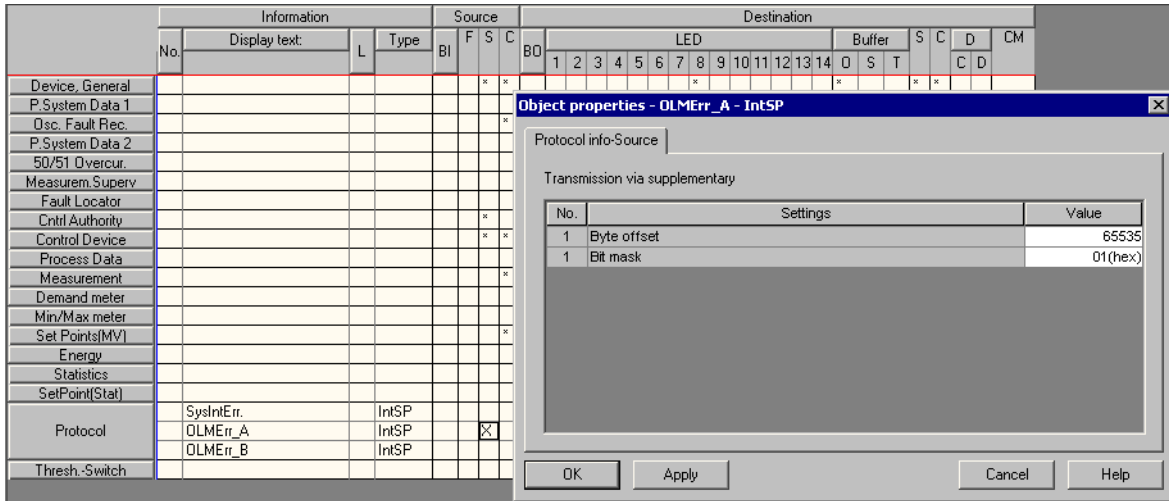 Information Source Destination
No. Display text: L Type BI F S C BO LED Buffer S C D CM
1 2 3 4 5 6 7 8 9 10 11 12 13 14 O S T C D
Device, General * * * * * *
P.System Data 1
Osc. Fault Rec. *
P.System Data 2
50/51 Overcur.
Measurem.Superv
Fault Locator
Cntrl Authority *
Control Device * *
Process Data
Measurement *
Demand meter
Min/Max meter
Set Points(MV) *
Energy
Statistics
SetPoint(Stat)
Protocol
SysIntErr. IntSP
OLMErr_A IntSP X
OLMErr_B IntSP
Thresh.-Switch
Object properties - OLMErr_A - IntSP
Protocol info-Source
Transmission via supplementary
No. Settings Value
1 Byte offset 65535
1 Bit mask 01(hex)
OK Apply Cancel Help